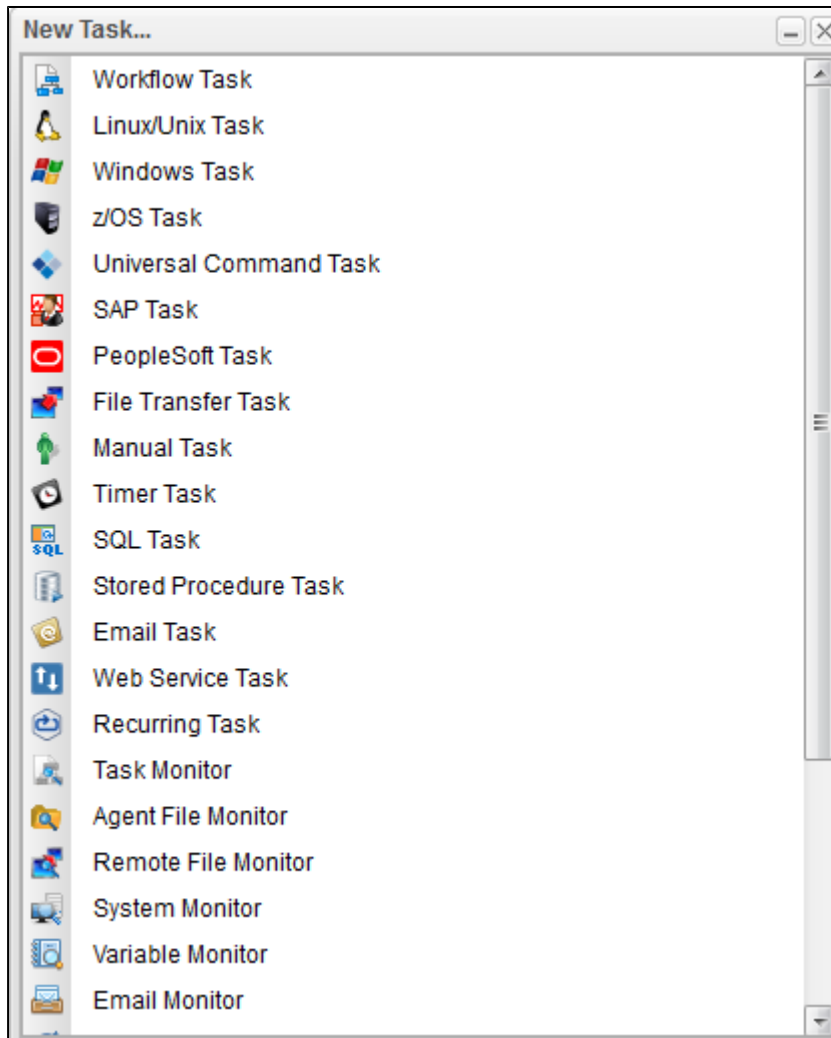 New Task...
Workflow Task
Linux/Unix Task
Windows Task
z/OS Task
Universal Command Task
SAP Task
PeopleSoft Task
File Transfer Task
Manual Task
Timer Task
SQL
SQL Task
Stored Procedure Task
Email Task
Web Service Task
Recurring Task
Task Monitor
Agent File Monitor
Remote File Monitor
System Monitor
Variable Monitor
Email Monitor